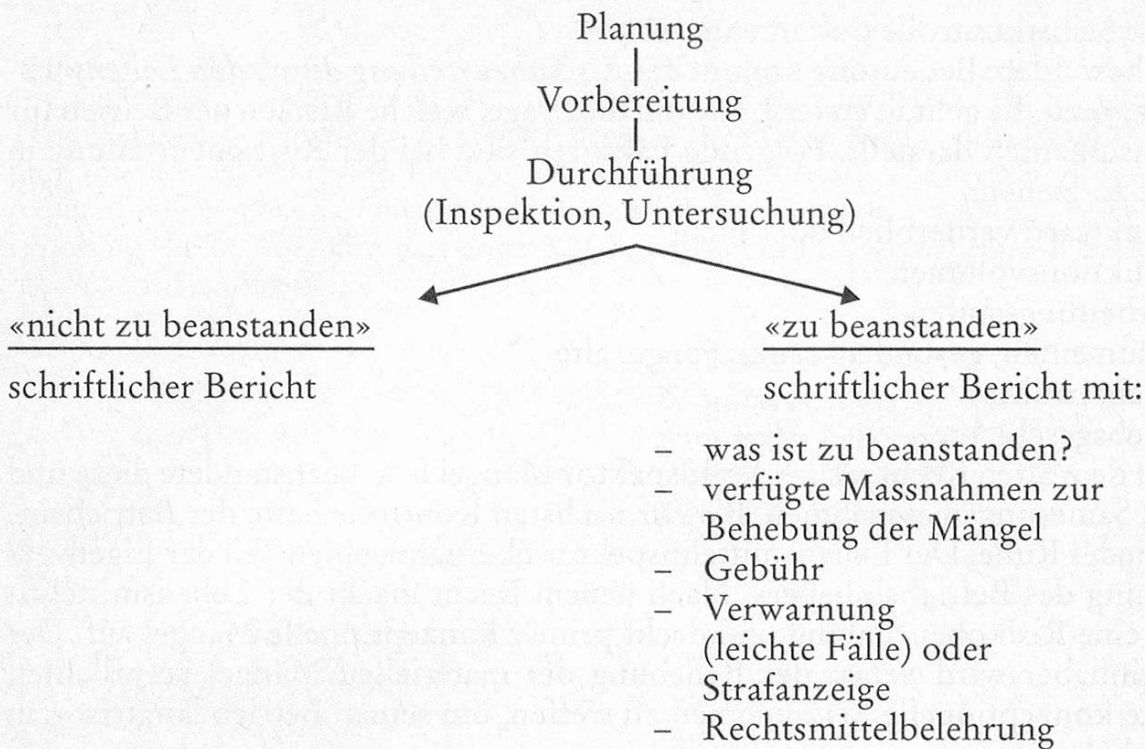 Planung
Vorbereitung
Durchführung
(Inspektion, Untersuchung)
«nicht zu beanstanden»
schriftlicher Bericht
«zu beanstanden»
schriftlicher Bericht mit:
– was ist zu beanstanden?
– verfügte Massnahmen zur
Behebung der Mängel
– Gebühr
– Verwarnung
(leichte Fälle) oder
Strafanzeige
– Rechtsmittelbelehrung